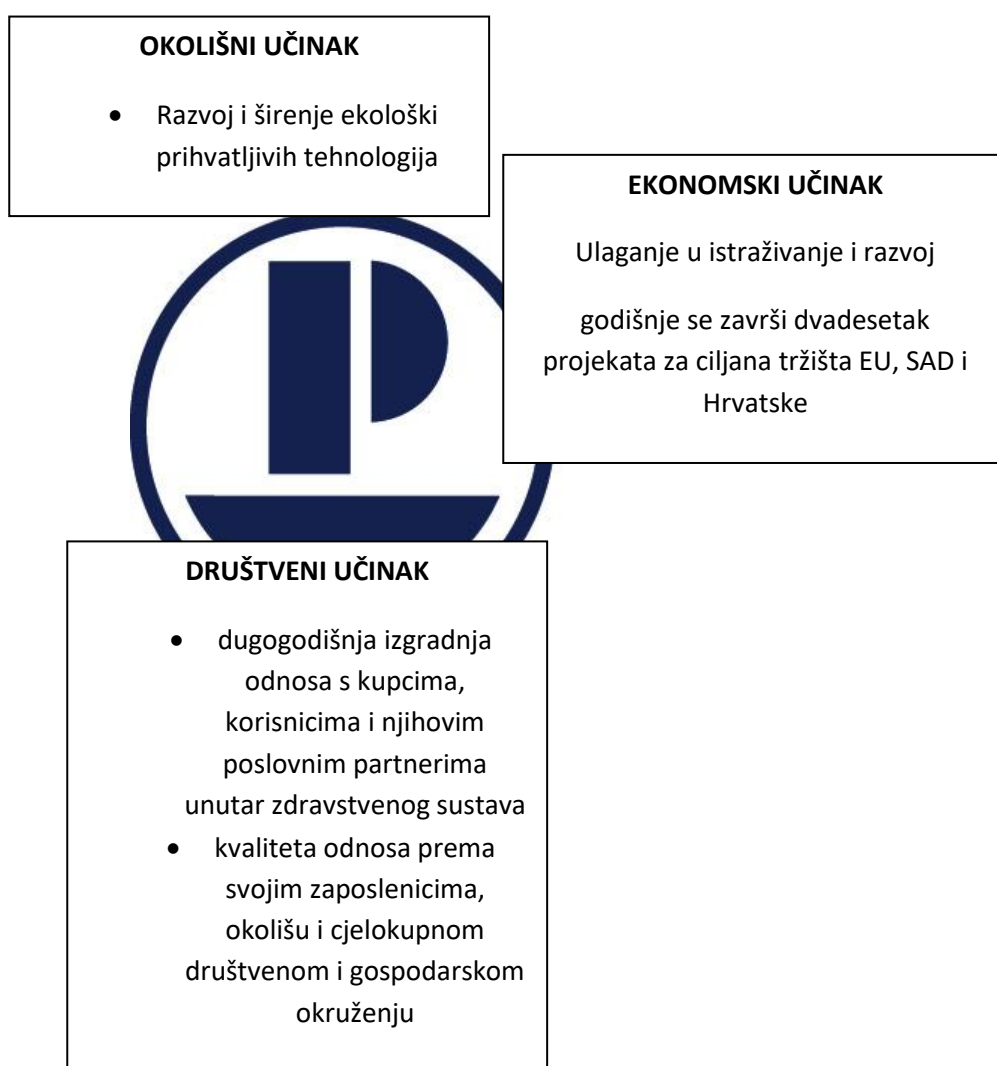 OKOLIŠNI UČINAK
• Razvoj i širenje ekološki
prihvatljivih tehnologija
EKONOMSKI UČINAK
Ulaganje u istraživanje i razvoj
godišnje se završi dvadesetak
projekata za ciljana tržišta EU, SAD i
Hrvatske
P
DRUŠTVENI UČINAK
• dugogodišnja izgradnja
odnosa s kupcima,
korisnicima i njihovim
poslovnim partnerima
unutar zdravstvenog sustava
• kvaliteta odnosa prema
svojim zaposlenicima,
okolišu i cjelokupnom
društvenom i gospodarskom
okruženju